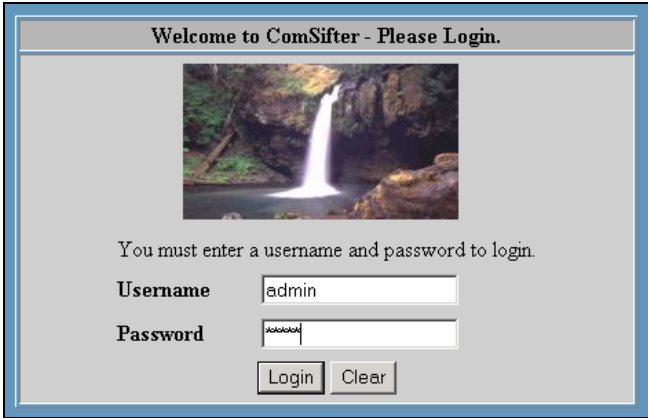 Welcome to ComSifter - Please Login.
You must enter a username and password to login.
Username admin
Password *****
Login Clear